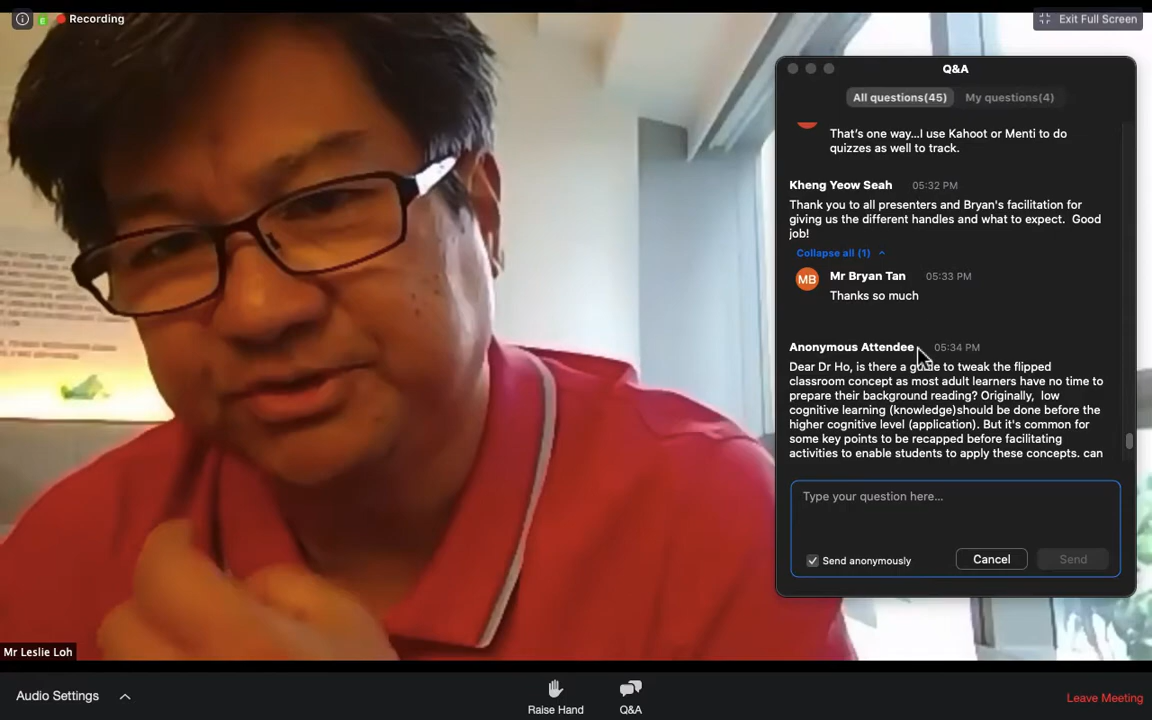 E Recording
Exit Full Screen
Q&A
All questions(45) My questions(4)
That's one way...I use Kahoot or Menti to do
quizzes as well to track.
Kheng Yeow Seah 05:32 PM
Thank you to all presenters and Bryan's facilitation for
giving us the different handles and what to expect. Good
job!
Collapse all (1)
MB Mr Bryan Tan 05:33 PM
Thanks so much
Anonymous Attendee 05:34 PM
Dear Dr Ho, is there a guide to tweak the flipped
classroom concept as most adult learners have no time to
prepare their background reading? Originally, low
cognitive learning (knowledge)should be done before the
higher cognitive level (application). But it's common for
some key points to be recapped before facilitating
activities to enable students to apply these concepts. can
Type your question here...
Send anonymously Cancel Send
Mr Leslie Loh
Audio Settings Raise Hand Q&A Leave Meeting